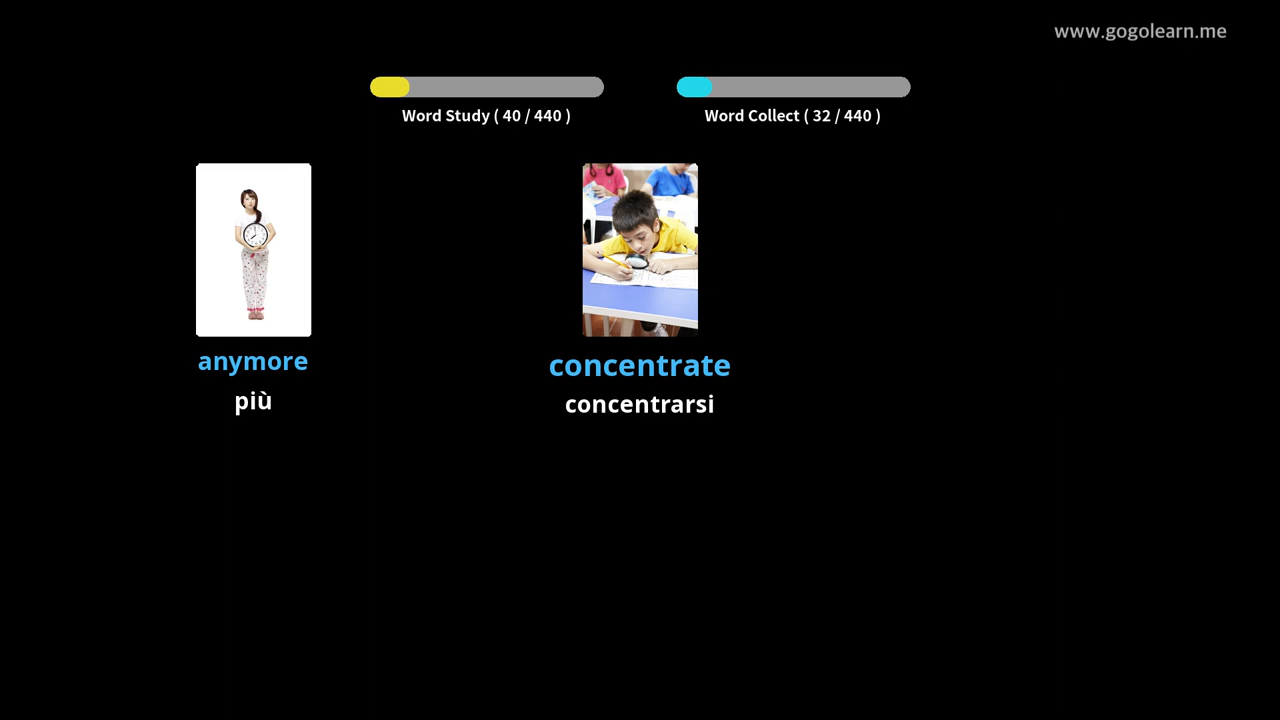 www.gogolearn.me
Word Study ( 40 / 440 )
Word Collect ( 32 / 440 )
anymore
più
concentrate
concentrarsi